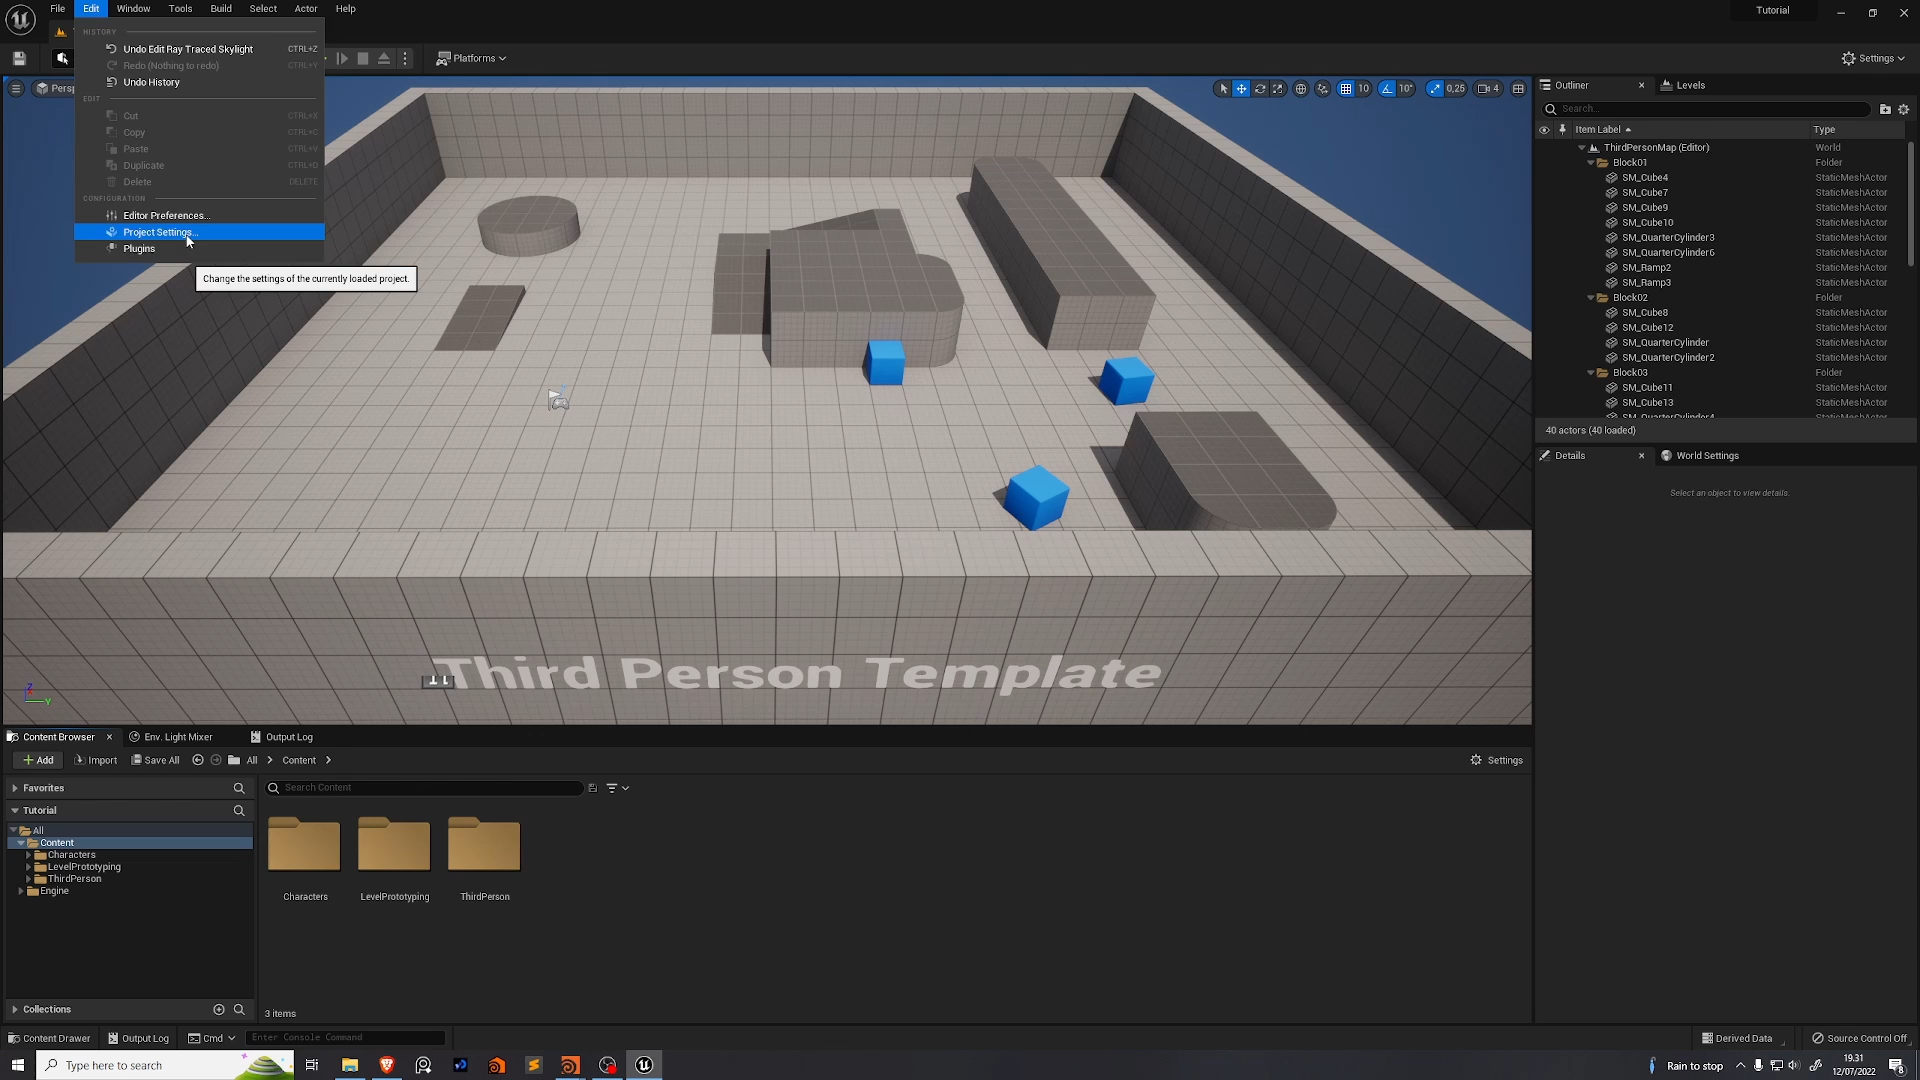 File Edit Window Tools Build Select Actor Help
Tutorial
HISTORY
Undo Edit Ray Traced Skylight CTRL+Z
Redo (Nothing to redo) CTRL+Y
Undo History
EDIT
Cut CTRL+X
Copy CTRL+C
Paste CTRL+V
Duplicate CTRL+D
Delete DELETE
CONFIGURATION
Editor Preferences...
Project Settings...
Plugins
Change the settings of the currently loaded project.
Platforms
Settings
Persp
10
10°
0,25
4
Third Person Template
Z
Y
Outliner
Levels
Search...
Item Label Type
ThirdPersonMap (Editor) World
Block01 Folder
SM_Cube4 StaticMeshActor
SM_Cube7 StaticMeshActor
SM_Cube9 StaticMeshActor
SM_Cube10 StaticMeshActor
SM_QuarterCylinder3 StaticMeshActor
SM_QuarterCylinder6 StaticMeshActor
SM_Ramp2 StaticMeshActor
SM_Ramp3 StaticMeshActor
Block02 Folder
SM_Cube8 StaticMeshActor
SM_Cube12 StaticMeshActor
SM_QuarterCylinder StaticMeshActor
SM_QuarterCylinder2 StaticMeshActor
Block03 Folder
SM_Cube11 StaticMeshActor
SM_Cube13 StaticMeshActor
SM_QuarterCylinder4 StaticMeshActor
40 actors (40 loaded)
Details
World Settings
Select an object to view details.
Content Browser
Env. Light Mixer
Output Log
Add
Import
Save All
All
Content
Settings
Favorites
Tutorial
All
Content
Characters
LevelPrototyping
ThirdPerson
Engine
Collections
Search Content
Characters
LevelPrototyping
ThirdPerson
3 items
Content Drawer
Output Log
Cmd
Enter Console Command
Derived Data
Source Control Off
Type here to search
Rain to stop
19.31
12/07/2022
8